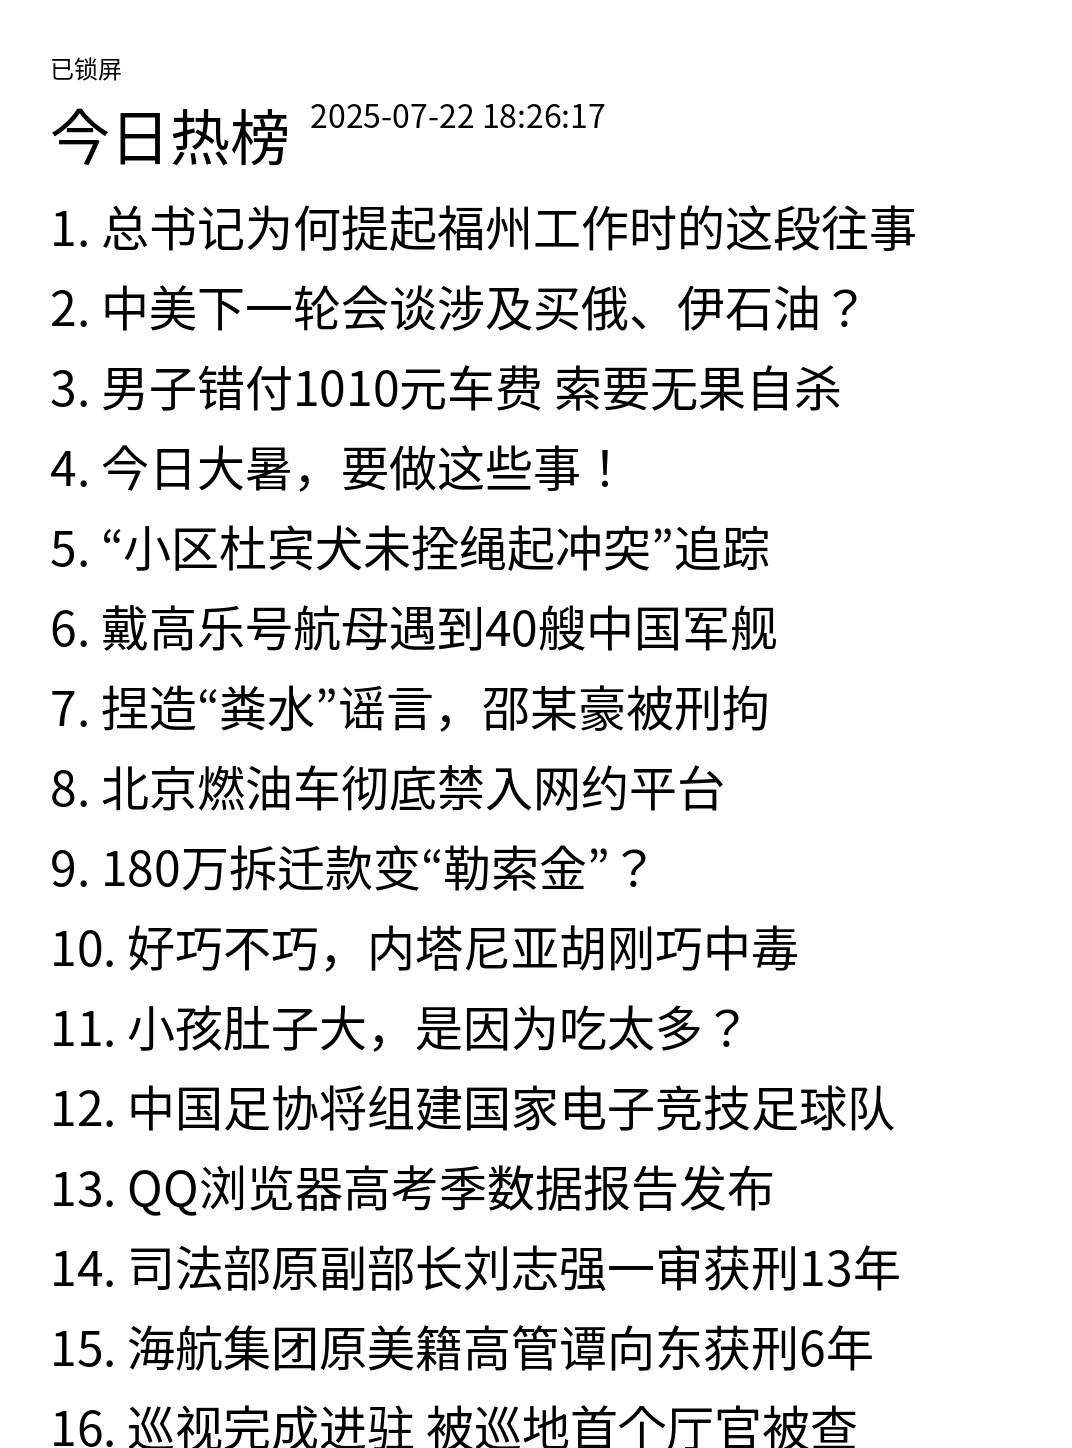 已锁屏
今日热榜 2025-07-22 18:26:17
1. 总书记为何提起福州工作时的这段往事
2. 中美下一轮会谈涉及买俄、伊石油？
3. 男子错付1010元车费 索要无果自杀
4. 今日大暑，要做这些事！
5. “小区杜宾犬未拴绳起冲突”追踪
6. 戴高乐号航母遇到40艘中国军舰
7. 捏造“粪水”谣言，邵某豪被刑拘
8. 北京燃油车彻底禁入网约平台
9. 180万拆迁款变“勒索金”？
10. 好巧不巧，内塔尼亚胡刚巧中毒
11. 小孩肚子大，是因为吃太多？
12. 中国足协将组建国家电子竞技足球队
13. QQ浏览器高考季数据报告发布
14. 司法部原副部长刘志强一审获刑13年
15. 海航集团原美籍高管谭向东获刑6年
16. 巡视完成进驻 被巡地首个厅官被查